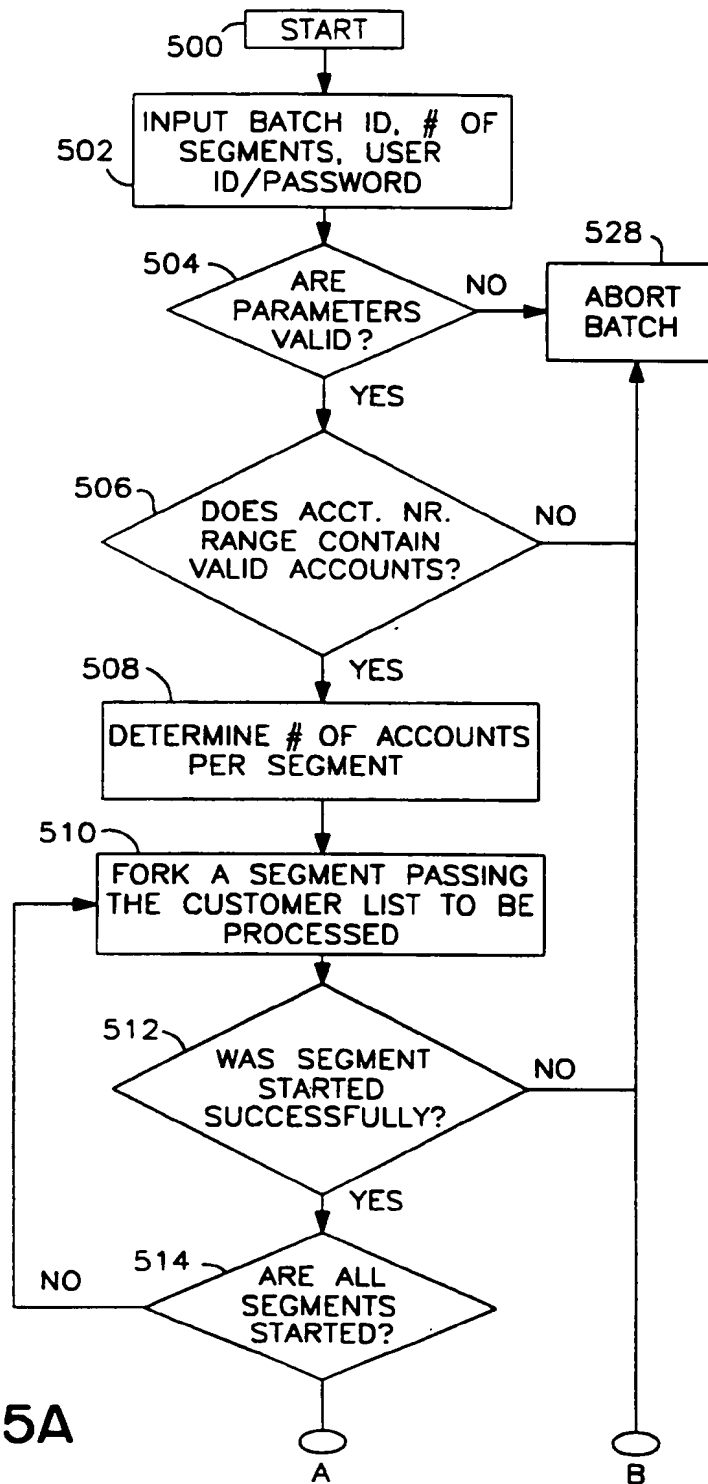 500
START
502
INPUT BATCH ID, # OF
SEGMENTS, USER
ID/PASSWORD
504
ARE
PARAMETERS
VALID?
NO
528
ABORT
BATCH
YES
506
DOES ACCT. NR.
RANGE CONTAIN
VALID ACCOUNTS?
NO
YES
508
DETERMINE # OF ACCOUNTS
PER SEGMENT
510
FORK A SEGMENT PASSING
THE CUSTOMER LIST TO BE
PROCESSED
512
WAS SEGMENT
STARTED
SUCCESSFULLY?
NO
YES
514
NO
ARE ALL
SEGMENTS
STARTED?
5A
A
B